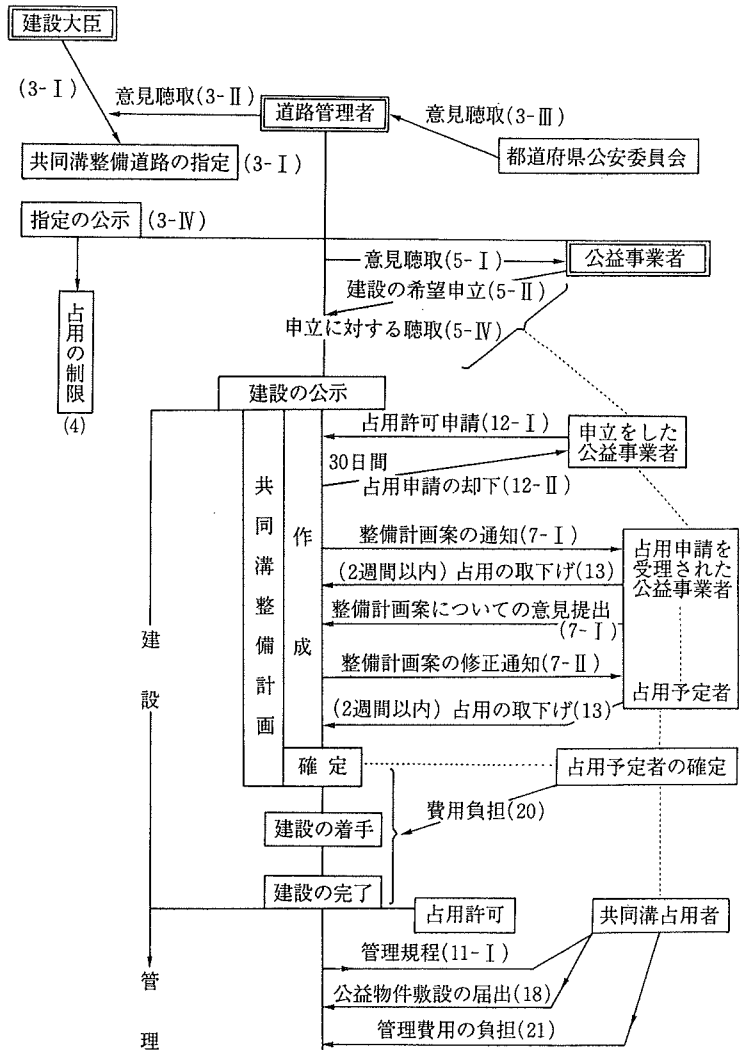 建設大臣
(3-Ⅰ)
意見聴取(3-Ⅱ)
道路管理者
意見聴取(3-Ⅲ)
共同溝整備道路の指定
(3-Ⅰ)
都道府県公安委員会
指定の公示
(3-Ⅳ)
意見聴取(5-Ⅰ)
公益事業者
建設の希望申立(5-Ⅱ)
占用の制限
(4)
申立に対する聴取(5-Ⅳ)
建設の公示
占用許可申請(12-Ⅰ)
申立をした
公益事業者
30日間
占用申請の却下(12-Ⅱ)
共同溝整備計画
作成
整備計画案の通知(7-Ⅰ)
占用申請を
受理された
公益事業者
(2週間以内) 占用の取下げ(13)
整備計画案についての意見提出
(7-Ⅰ)
建設
整備計画案の修正通知(7-Ⅱ)
占用予定者
(2週間以内) 占用の取下げ(13)
確定
占用予定者の確定
費用負担(20)
建設の着手
建設の完了
占用許可
共同溝占用者
管理規程(11-Ⅰ)
管理
公益物件敷設の届出(18)
管理費用の負担(21)